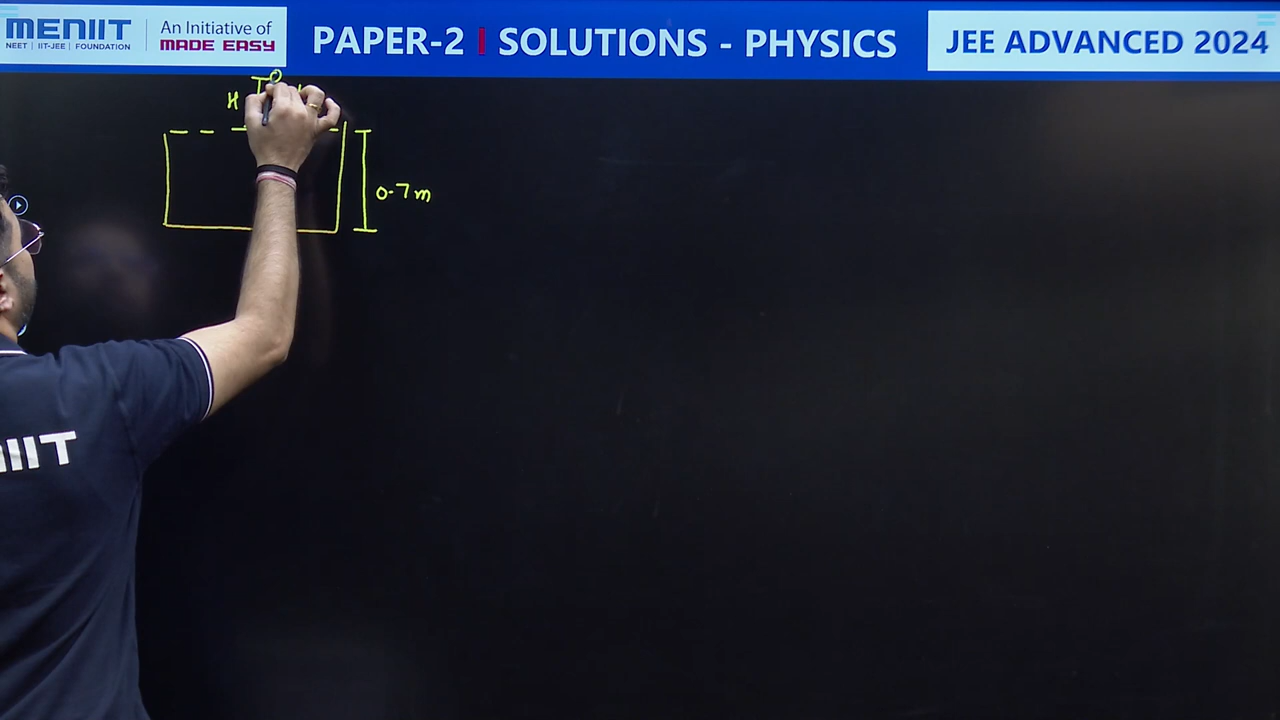 MENIIT
NEET | IIT-JEE | FOUNDATION
An Initiative of
MADE EASY
PAPER-2 | SOLUTIONS - PHYSICS
JEE ADVANCED 2024
H
0.7 m
IIT